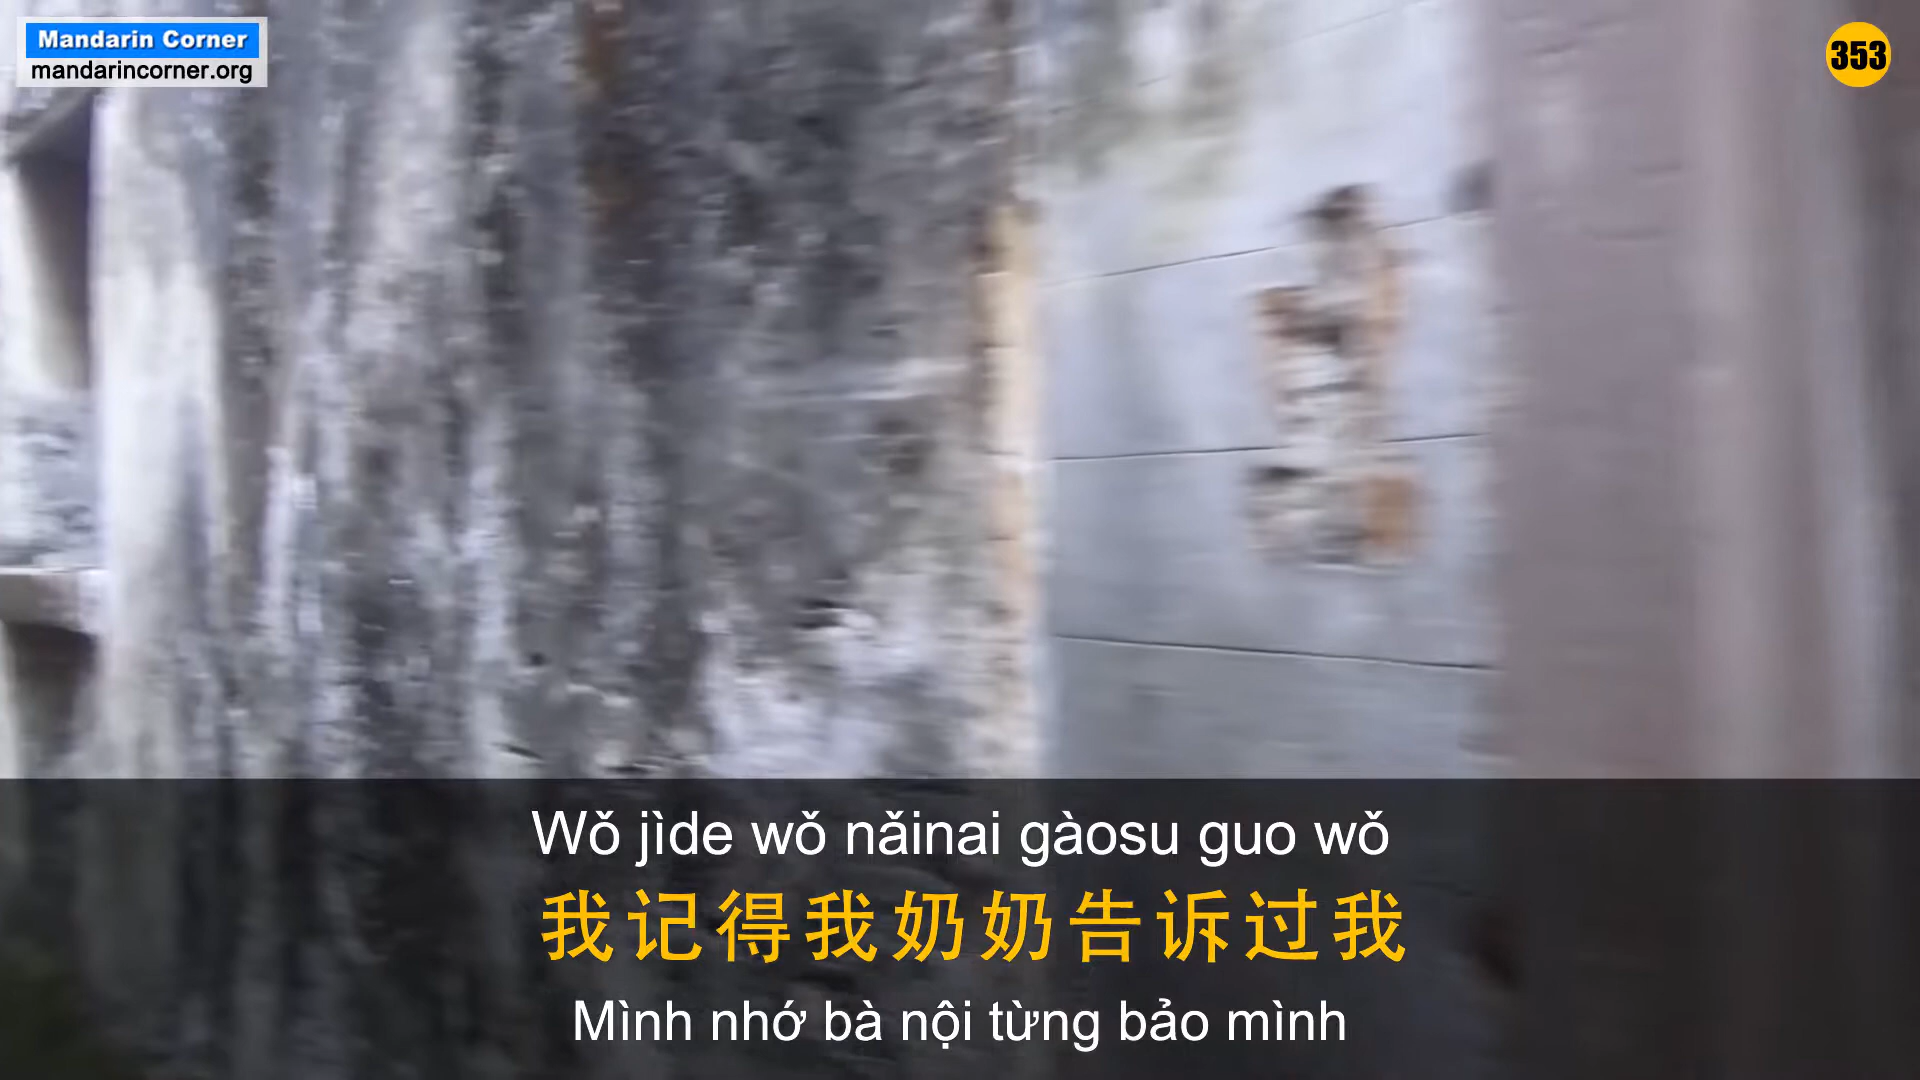 Mandarin Corner
mandarincorner.org
353
Wǒ jìde wǒ nǎinai gàosu guo wǒ
我记得我奶奶告诉过我
Mình nhớ bà nội từng bảo mình